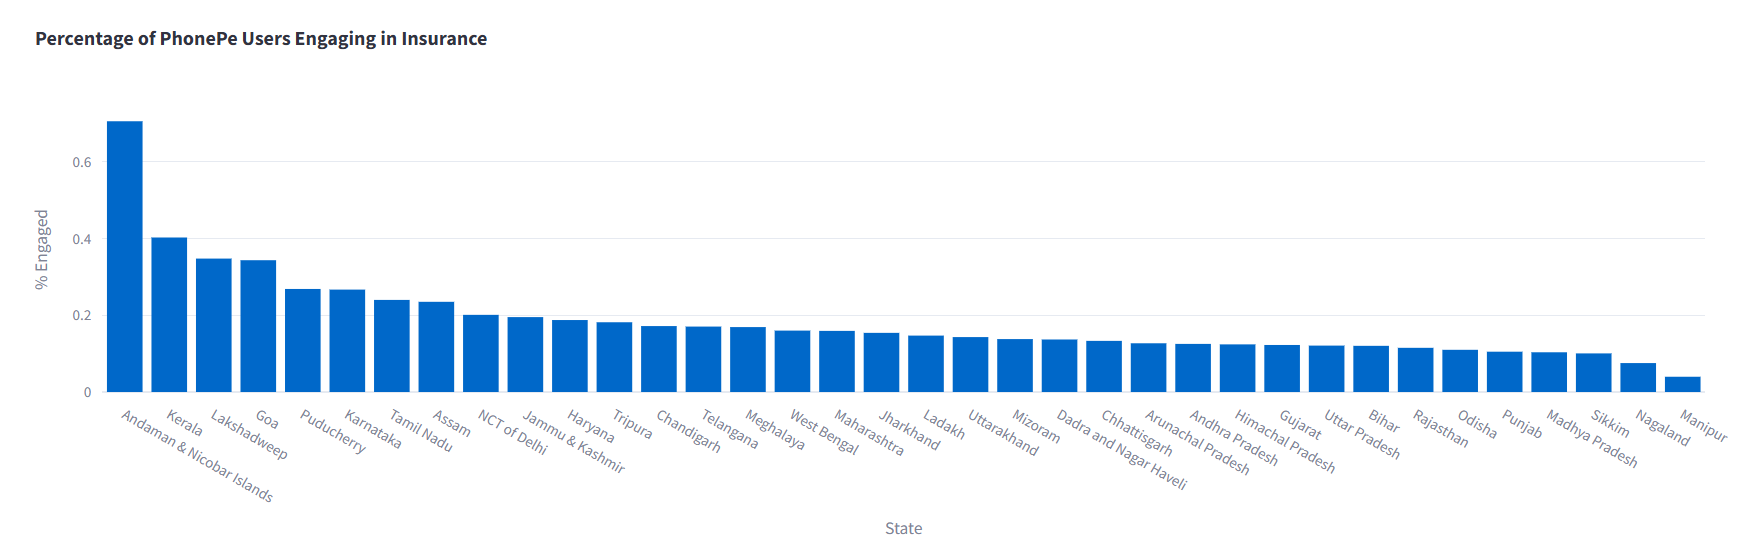 Percentage of PhonePe Users Engaging in Insurance
% Engaged
0.6
0.4
0.2
0
Andaman & Nicobar Islands
Kerala
Lakshadweep
Goa
Puducherry
Karnataka
Tamil Nadu
Assam
NCT of Delhi
Jammu & Kashmir
Haryana
Tripura
Chandigarh
Telangana
Meghalaya
West Bengal
Maharashtra
Jharkhand
Ladakh
Uttarakhand
Mizoram
Dadra and Nagar Haveli
Chhattisgarh
Arunachal Pradesh
Andhra Pradesh
Himachal Pradesh
Gujarat
Uttar Pradesh
Bihar
Rajasthan
Odisha
Punjab
Madhya Pradesh
Sikkim
Nagaland
Manipur
State